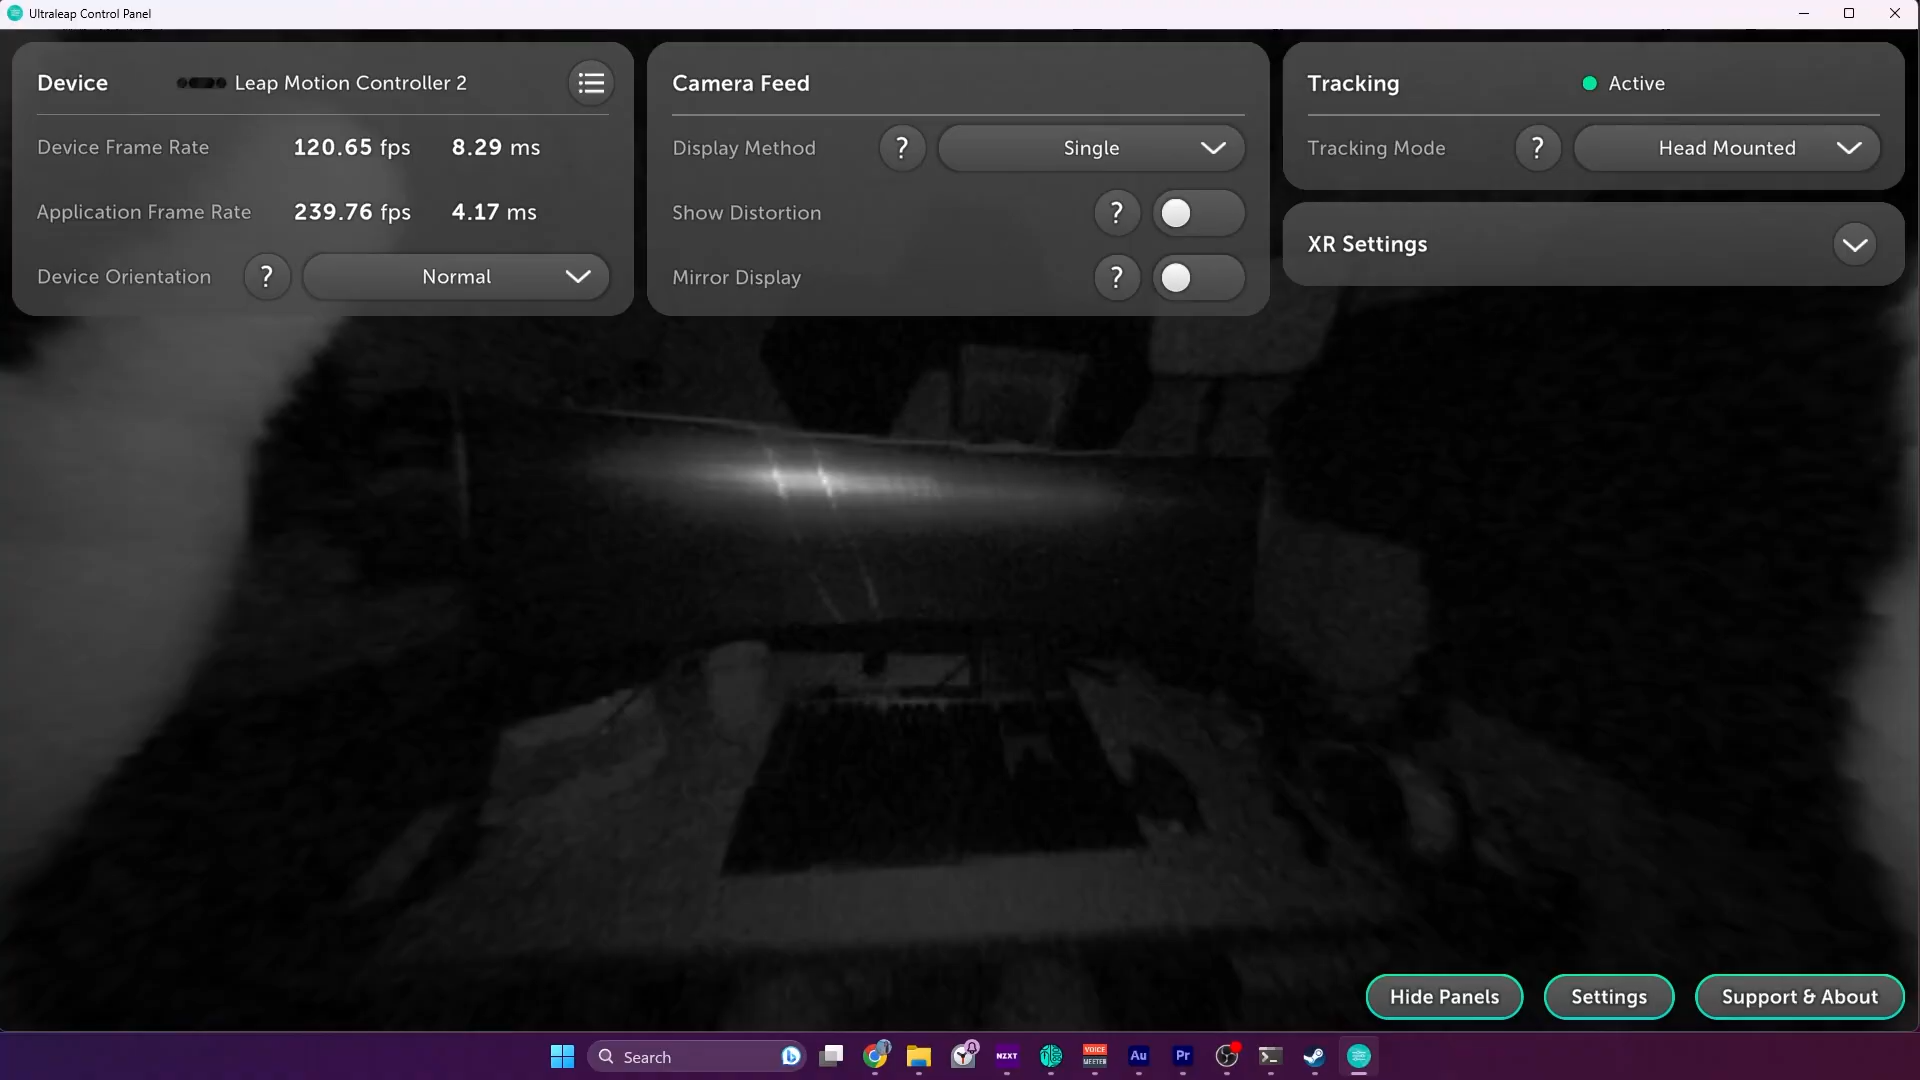 Ultraleap Control Panel
Device
Leap Motion Controller 2
Device Frame Rate
120.65 fps
8.29 ms
Application Frame Rate
239.76 fps
4.17 ms
Device Orientation
?
Normal
Camera Feed
Display Method
?
Single
Show Distortion
?
Mirror Display
?
Tracking
Active
Tracking Mode
?
Head Mounted
XR Settings
Hide Panels
Settings
Support & About
Search
NZXT
VOICE
MEETER
Au
Pr